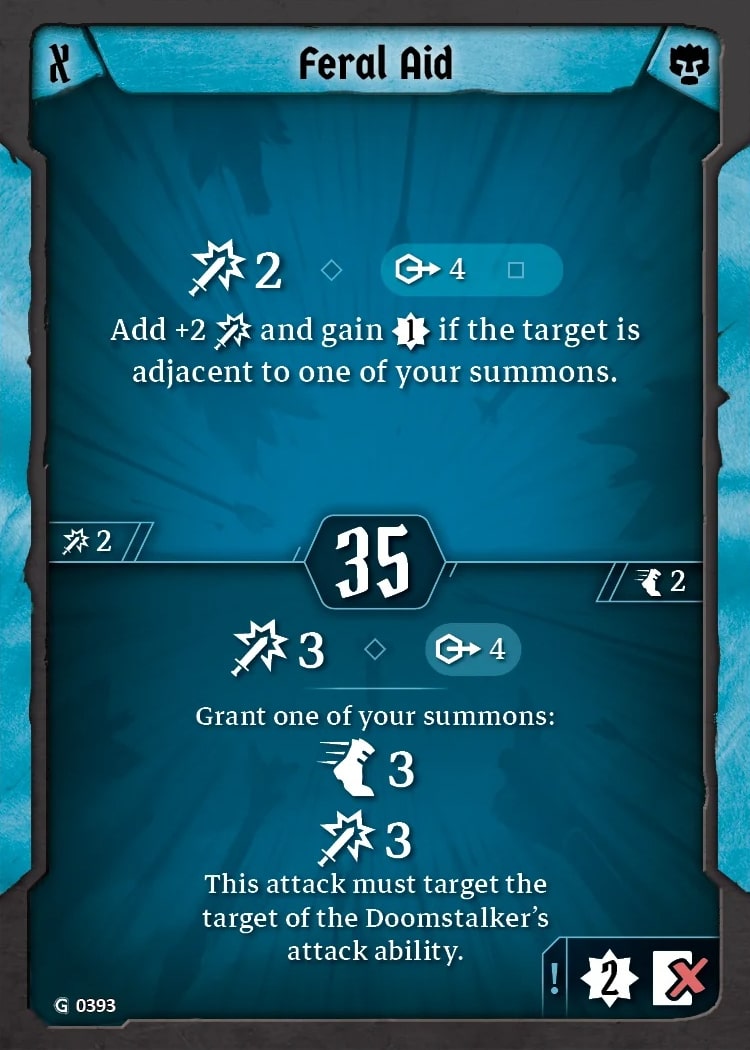 X Feral Aid
2 4
Add +2 and gain 1 if the target is
adjacent to one of your summons.
2
35
2
3 4
Grant one of your summons:
3
3
This attack must target the
target of the Doomstalker's
attack ability.
! 2
G 0393